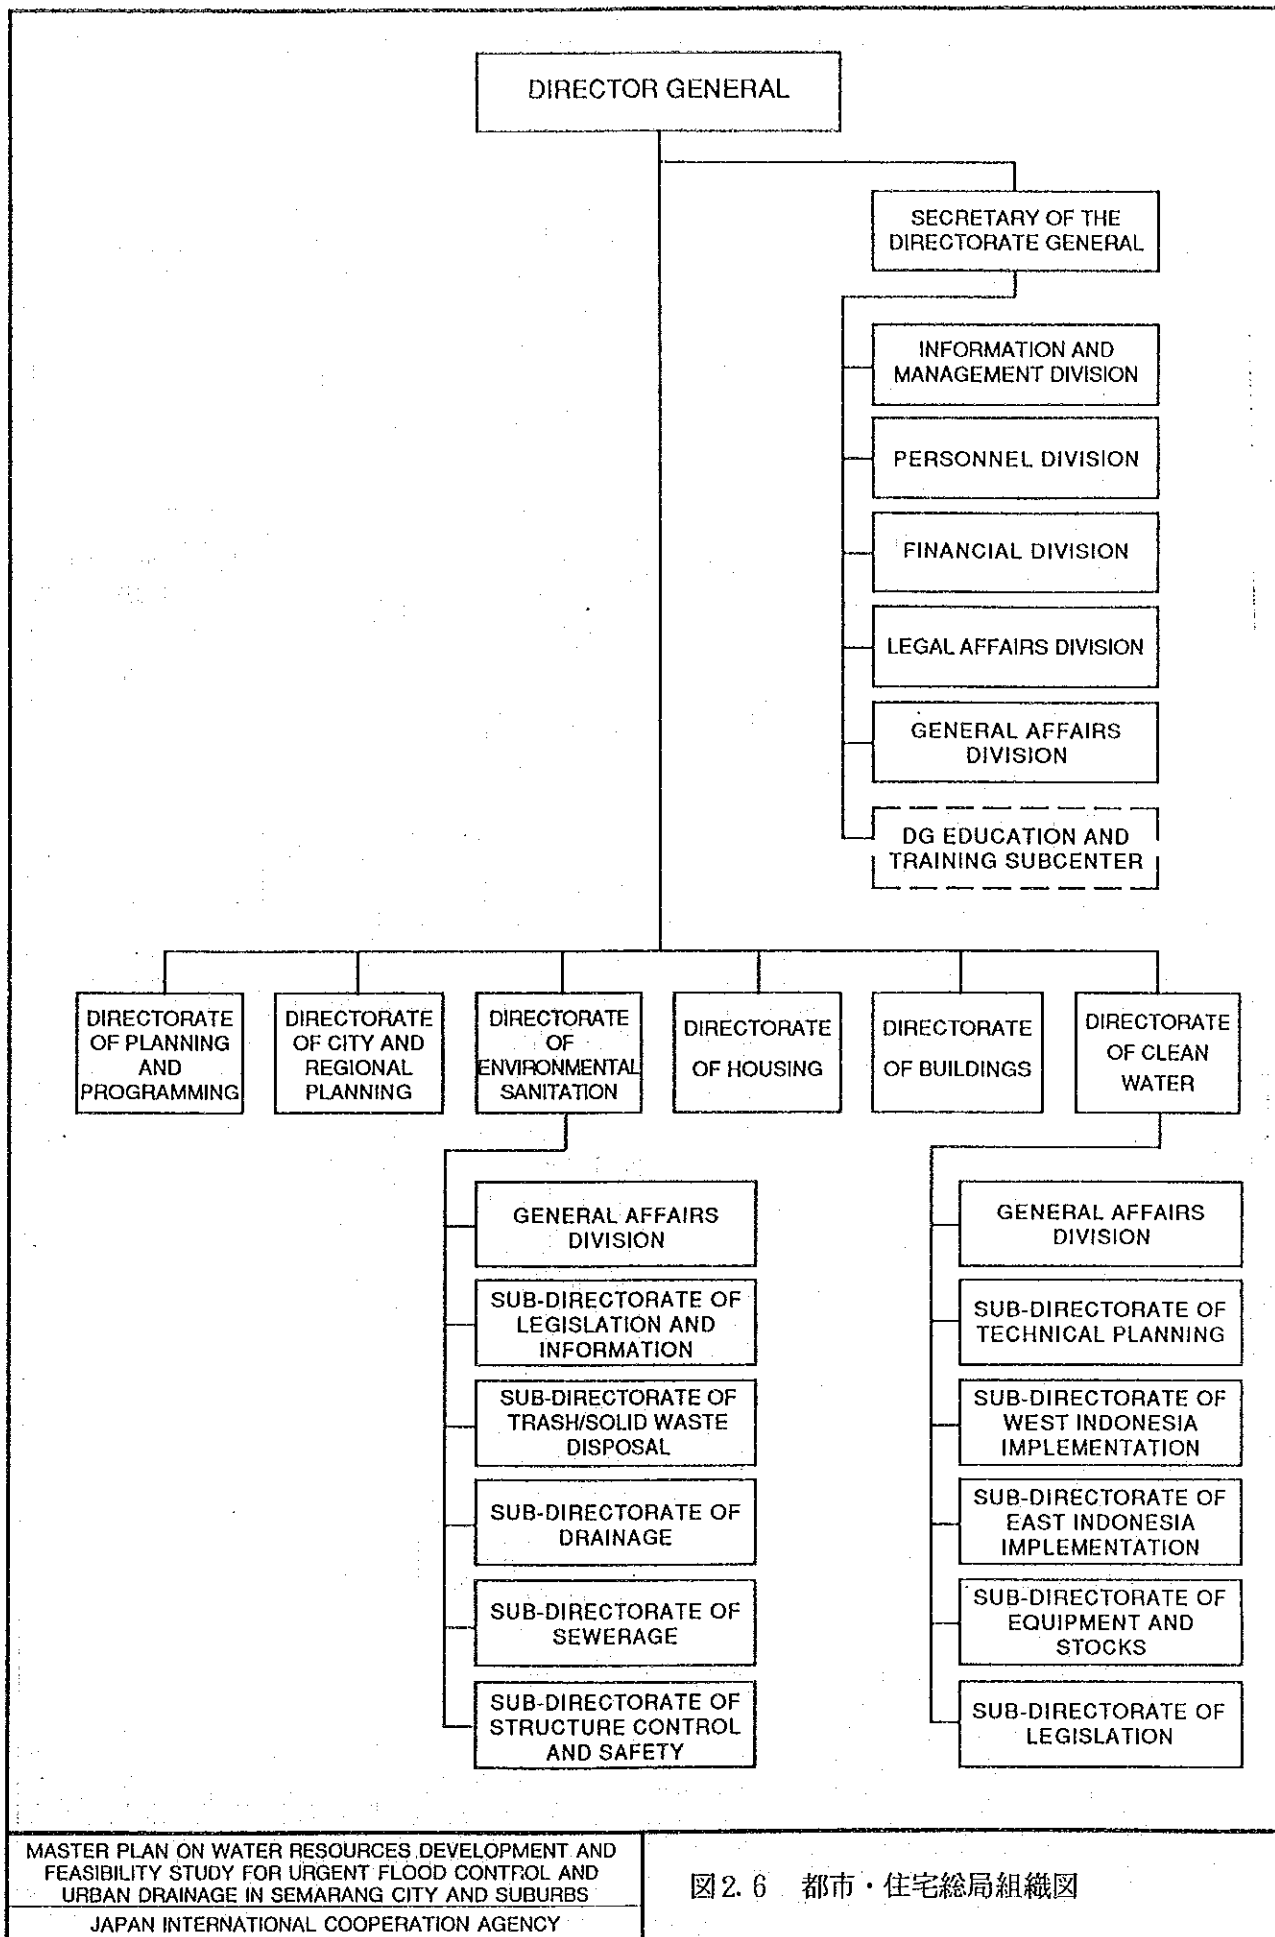 DIRECTOR GENERAL
SECRETARY OF THE
DIRECTORATE GENERAL
INFORMATION AND
MANAGEMENT DIVISION
PERSONNEL DIVISION
FINANCIAL DIVISION
LEGAL AFFAIRS DIVISION
GENERAL AFFAIRS
DIVISION
DG EDUCATION AND
TRAINING SUBCENTER
DIRECTORATE
OF PLANNING
AND
PROGRAMMING
DIRECTORATE
OF CITY AND
REGIONAL
PLANNING
DIRECTORATE
OF
ENVIRONMENTAL
SANITATION
DIRECTORATE
OF HOUSING
DIRECTORATE
OF BUILDINGS
DIRECTORATE
OF CLEAN
WATER
GENERAL AFFAIRS
DIVISION
SUB-DIRECTORATE OF
LEGISLATION AND
INFORMATION
SUB-DIRECTORATE OF
TRASH/SOLID WASTE
DISPOSAL
SUB-DIRECTORATE OF
DRAINAGE
SUB-DIRECTORATE OF
SEWERAGE
SUB-DIRECTORATE OF
STRUCTURE CONTROL
AND SAFETY
GENERAL AFFAIRS
DIVISION
SUB-DIRECTORATE OF
TECHNICAL PLANNING
SUB-DIRECTORATE OF
WEST INDONESIA
IMPLEMENTATION
SUB-DIRECTORATE OF
EAST INDONESIA
IMPLEMENTATION
SUB-DIRECTORATE OF
EQUIPMENT AND
STOCKS
SUB-DIRECTORATE OF
LEGISLATION
MASTER PLAN ON WATER RESOURCES DEVELOPMENT AND
FEASIBILITY STUDY FOR URGENT FLOOD CONTROL AND
URBAN DRAINAGE IN SEMARANG CITY AND SUBURBS
JAPAN INTERNATIONAL COOPERATION AGENCY
図2.6 都市・住宅総局組織図